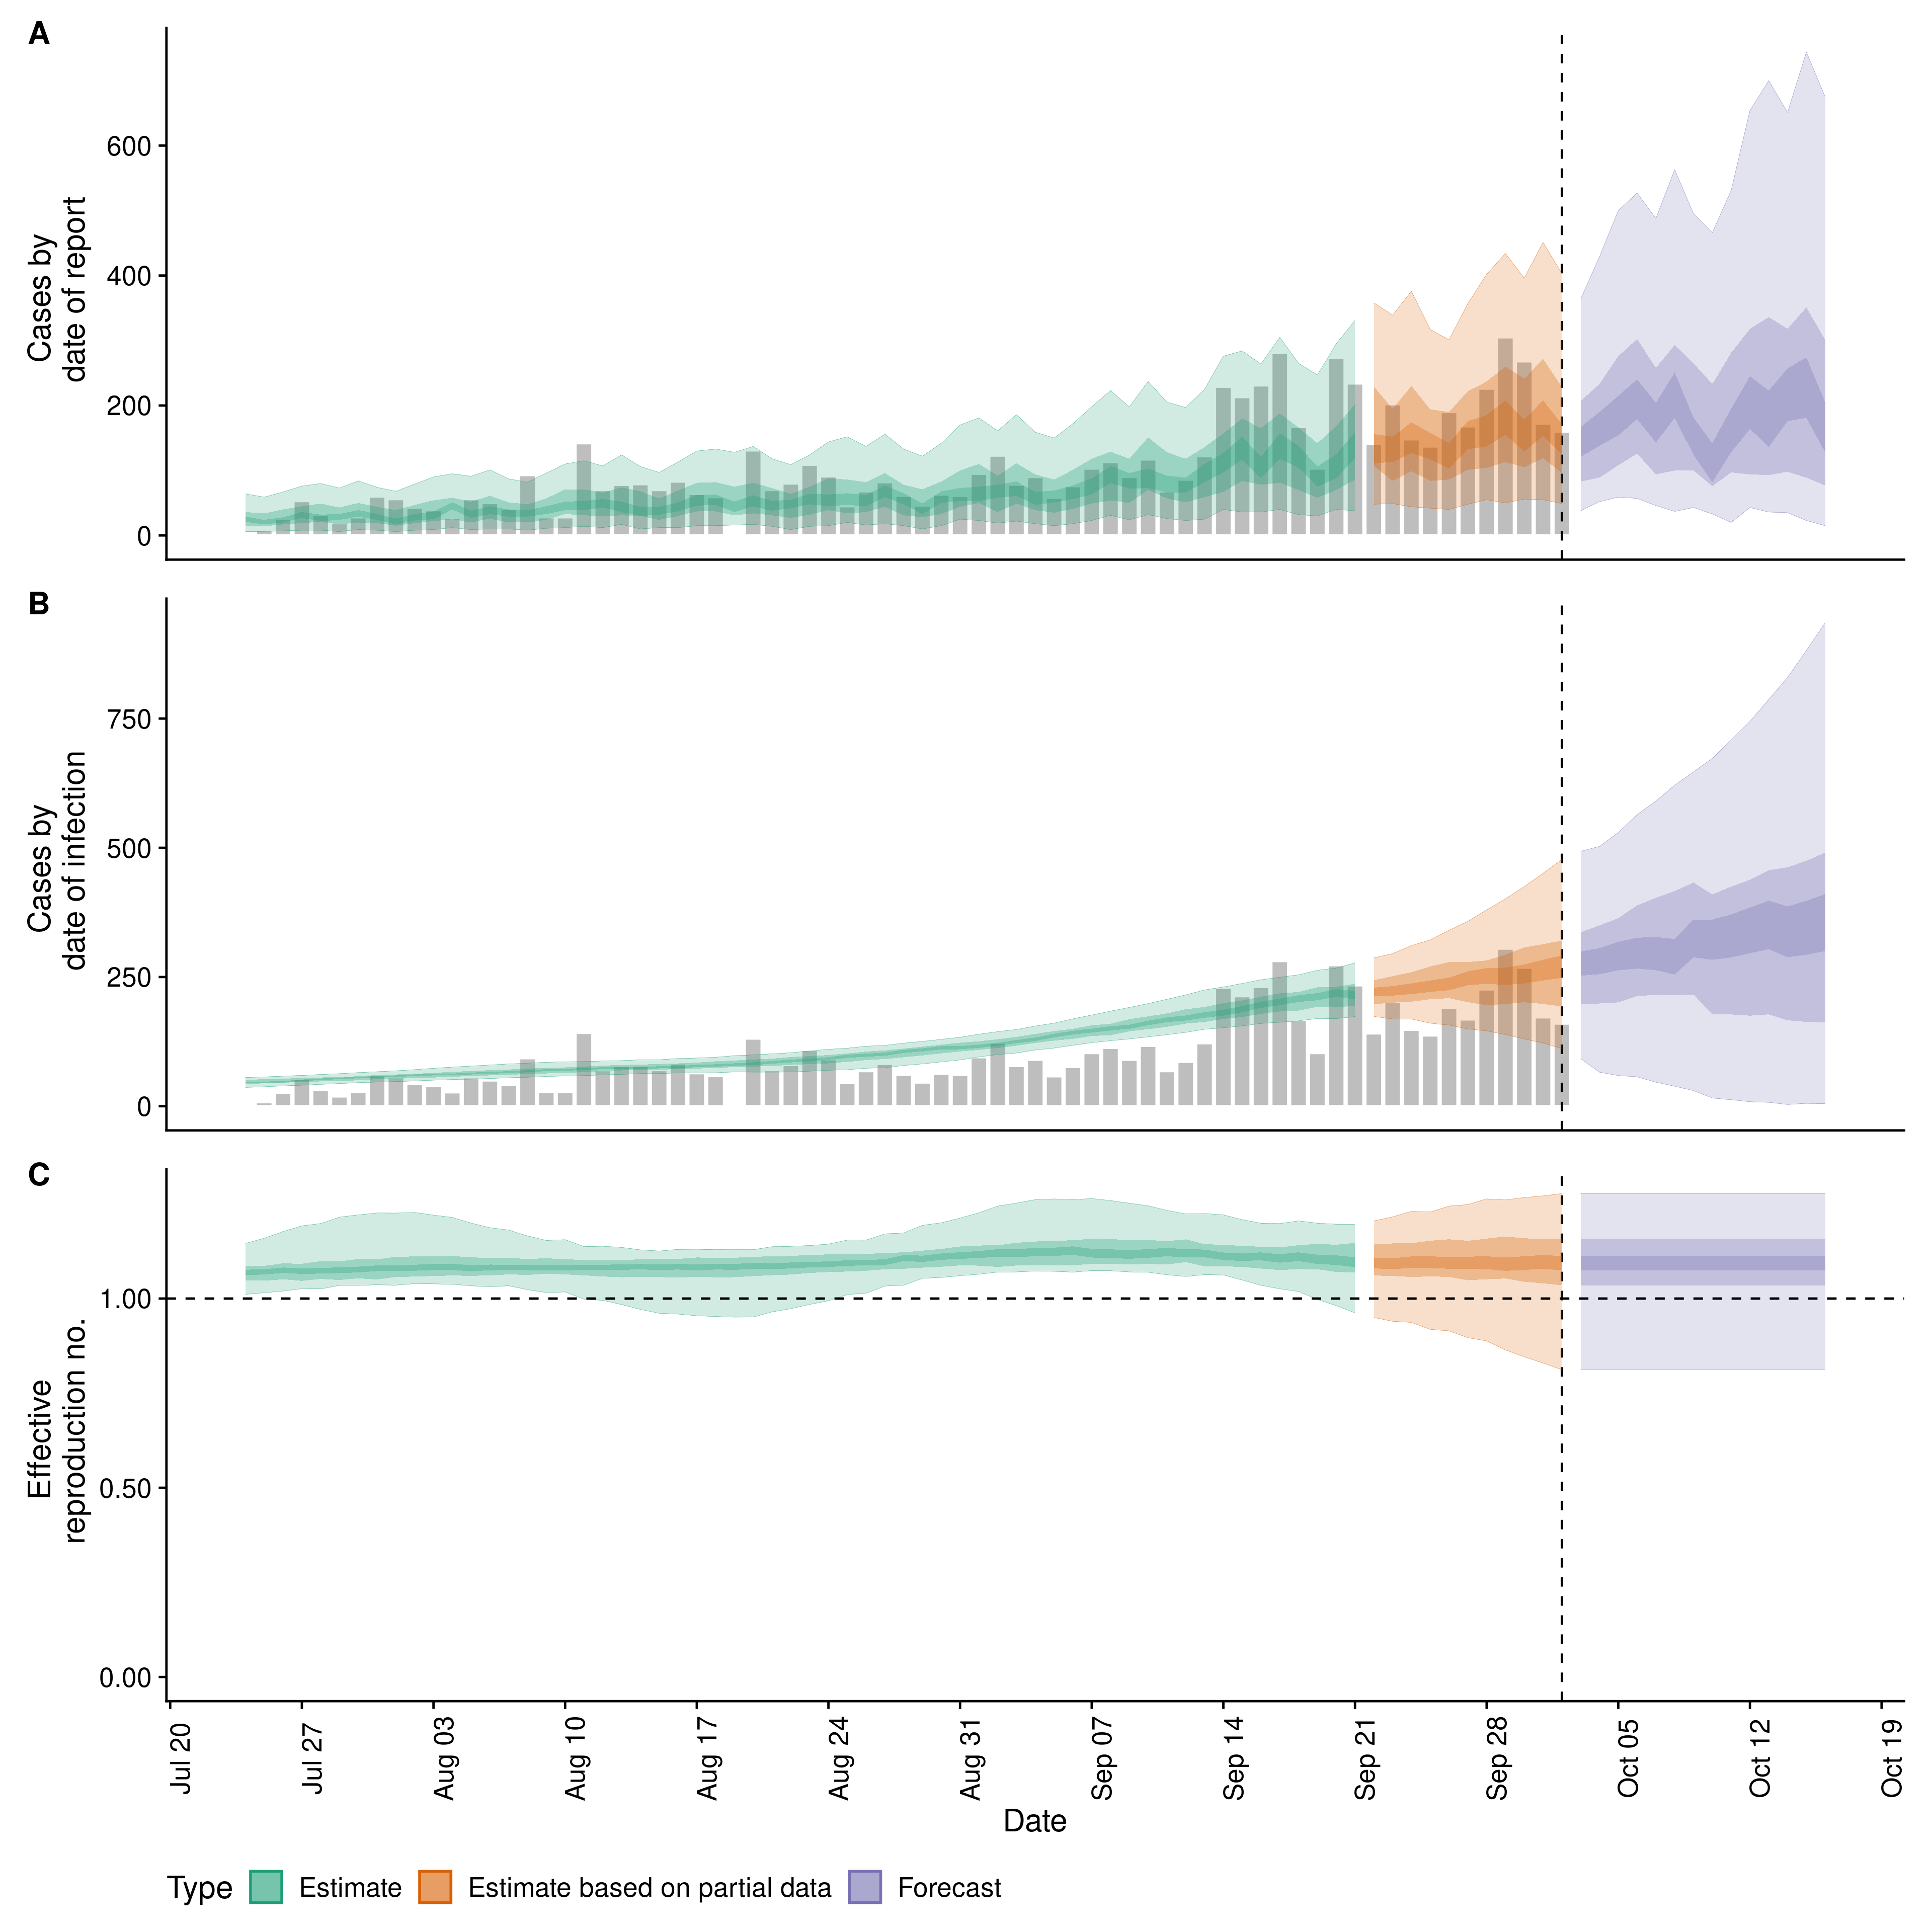 A
Cases by
date of report
600
400
200
0
B
Cases by
date of infection
750
500
250
0
C
Effective
reproduction no.
1.00
0.50
0.00
Jul 20
Jul 27
Aug 03
Aug 10
Aug 17
Aug 24
Aug 31
Sep 07
Sep 14
Sep 21
Sep 28
Oct 05
Oct 12
Oct 19
Date
Type Estimate Estimate based on partial data Forecast